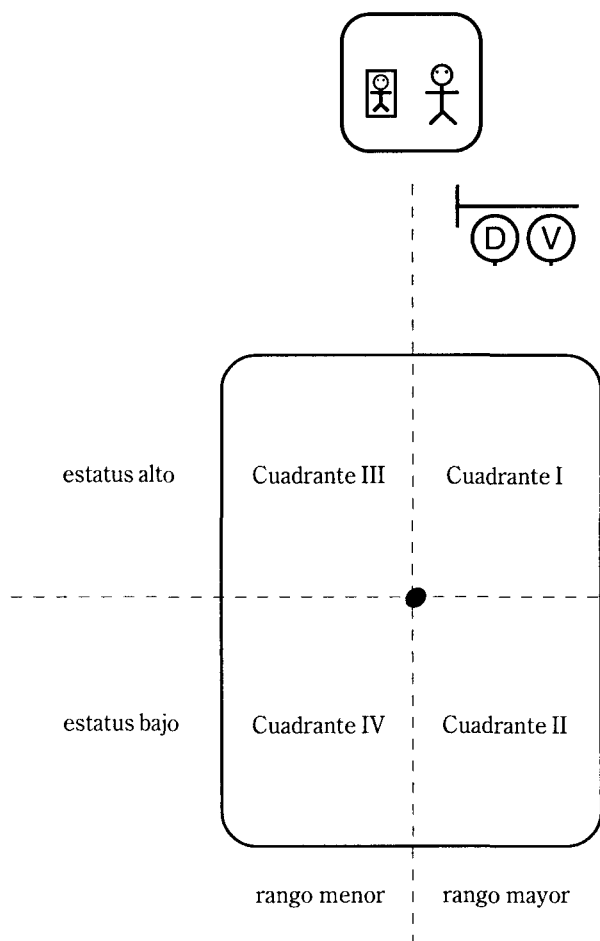 D V
estatus alto Cuadrante III Cuadrante I
estatus bajo Cuadrante IV Cuadrante II
rango menor rango mayor